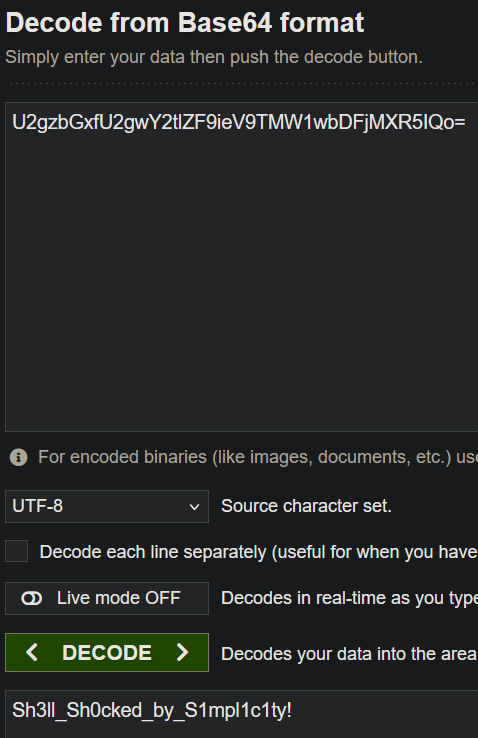 Decode from Base64 format
Simply enter your data then push the decode button.
U2gzbGxfU2gwY2tlZF9ieV9TMW1wbDFjMXR5IQo=
For encoded binaries (like images, documents, etc.) use
UTF-8 Source character set.
Decode each line separately (useful for when you have
Live mode OFF Decodes in real-time as you type
DECODE Decodes your data into the area
Sh3ll_Sh0cked_by_S1mpl1c1ty!